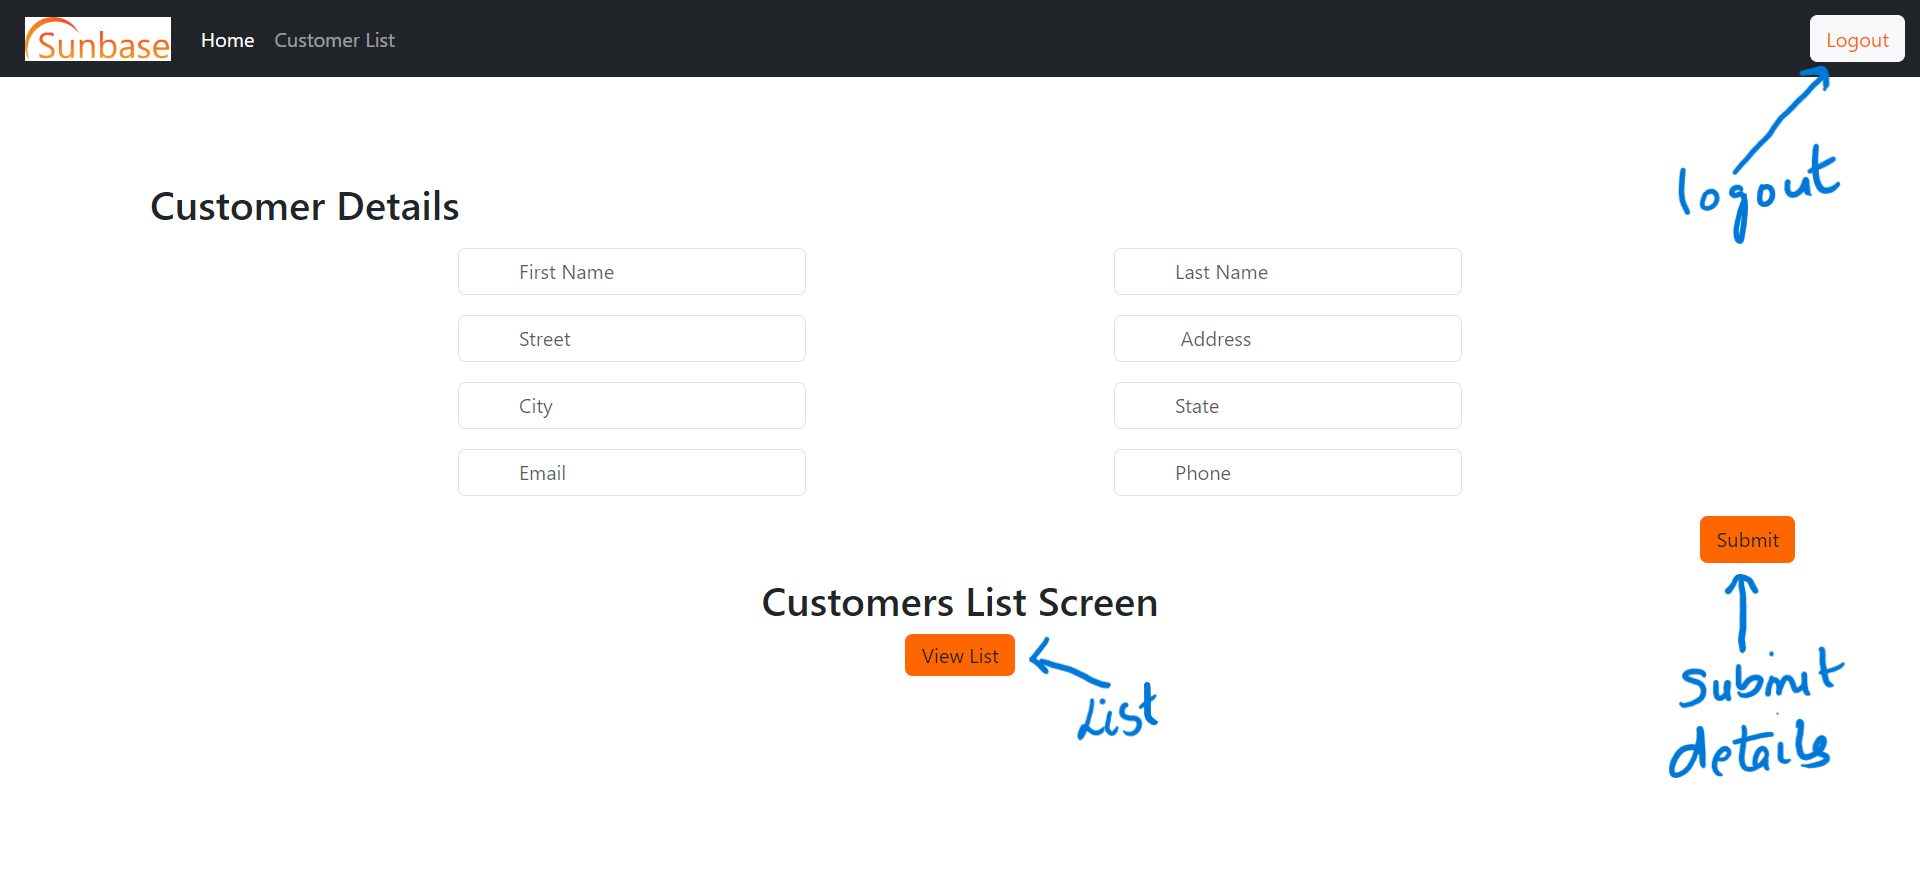 Sunbase Home Customer List Logout
logout
Customer Details
First Name Last Name
Street Address
City State
Email Phone
Submit
Customers List Screen
View List
List
Submit
details